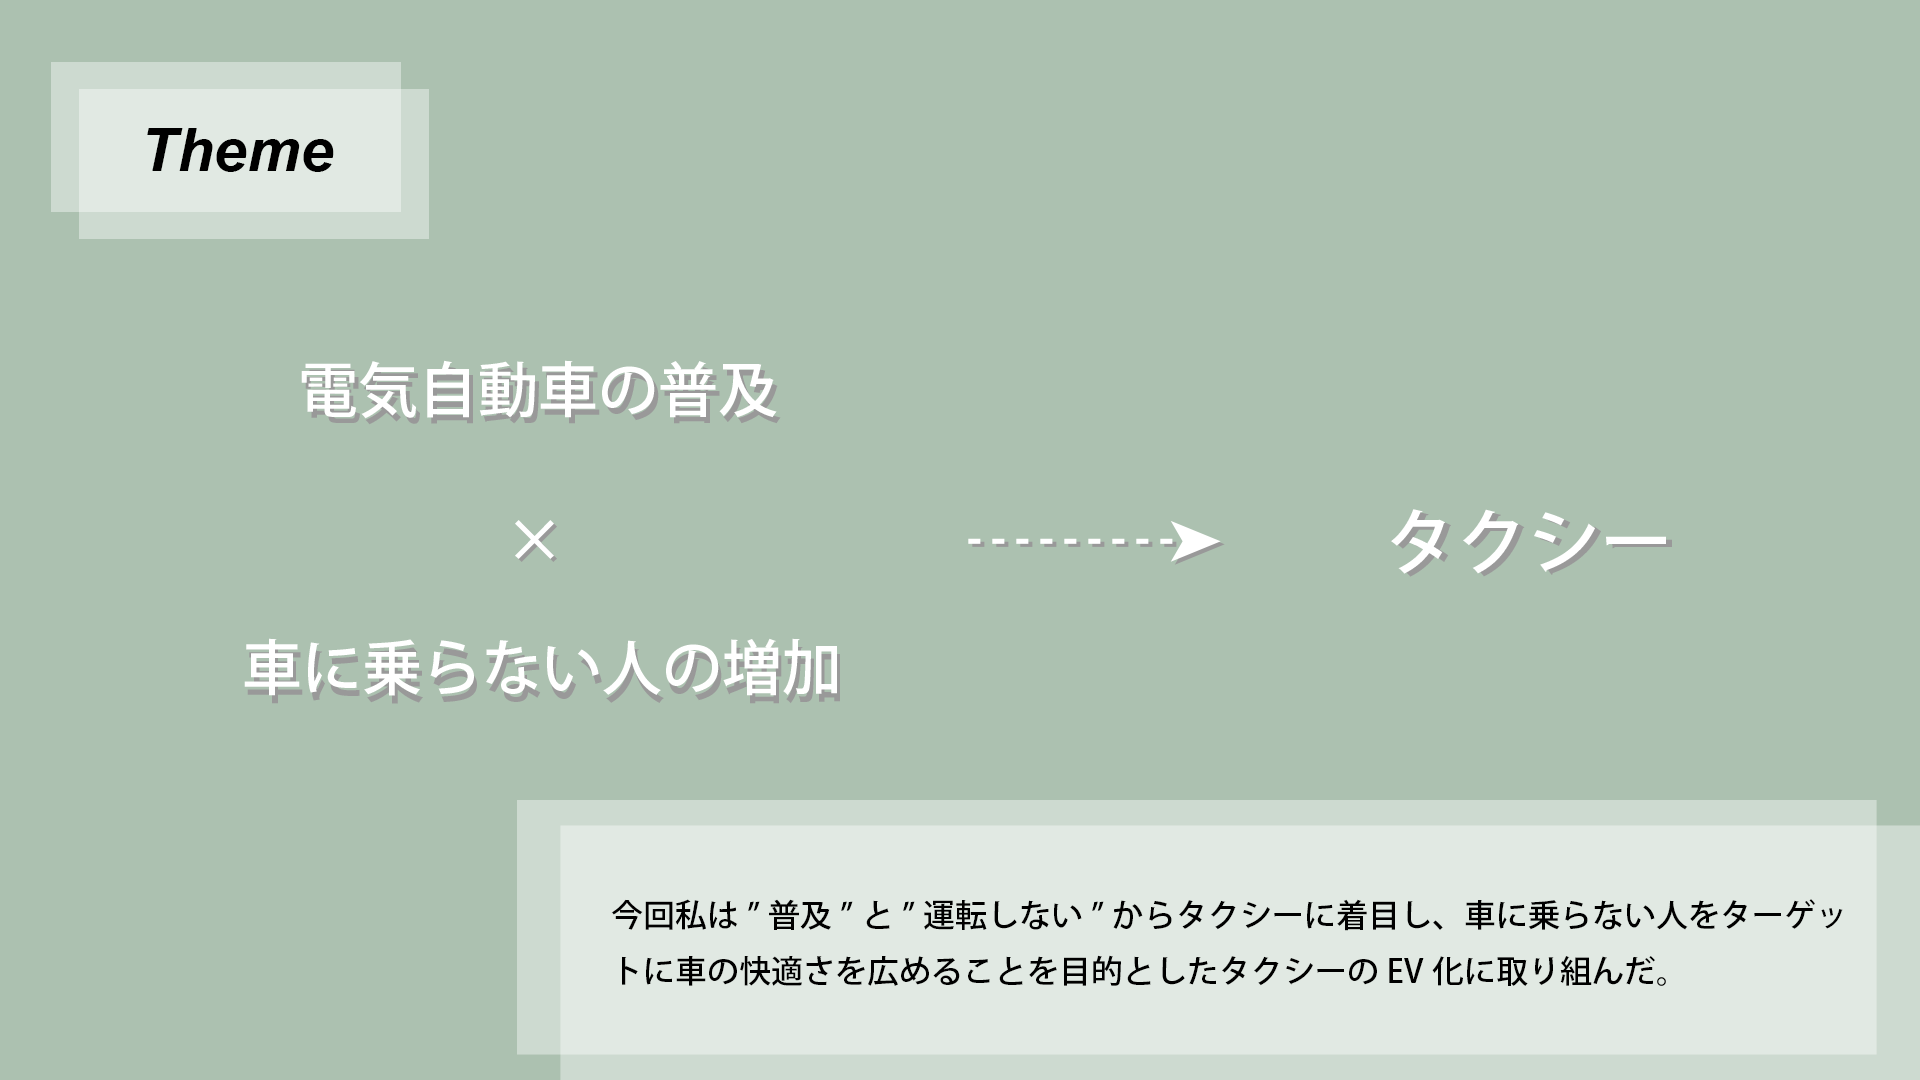 Theme
電気自動車の普及
×
タクシー
車に乗らない人の増加
今回私は ” 普及 ” と ” 運転しない ” からタクシーに着目し、車に乗らない人をターゲッ
トに車の快適さを広めることを目的としたタクシーの EV 化に取り組んだ。